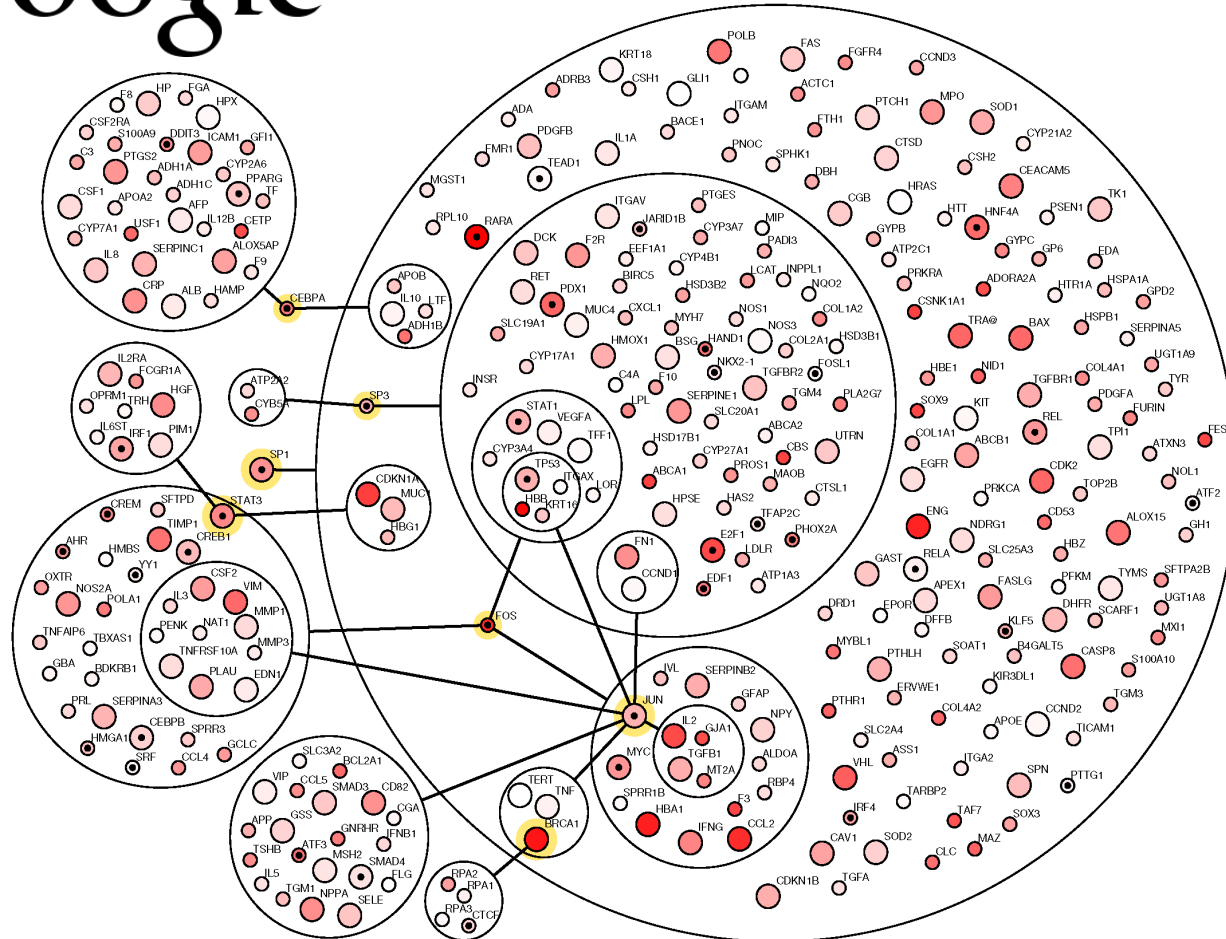 oogle
F8
HP
FGA
HPX
CSF2RA
S100A9
DDIT3
ICAM1
GFI1
C3
PTGS2
ADH1A
CYP2A6
PPARG
CSF1
APOA2
ADH1C
TF
AFP
CYP7A1
USF1
IL12B
CETP
IL8
SERPINC1
ALOX5AP
F9
CRP
ALB
HAMP
CEBPA
APOB
IL10
LTF
ADH1B
IL2RA
FCGR1A
HGF
OPRM1
TRH
IL6ST
IRF1
PIM1
ATP2A2
CYB5A
SP3
SP1
STAT3
CDKN1A
MUC1
HBG1
CREM
SFTPD
TIMP1
CREB1
AHR
HMBS
YY1
OXTR
NOS2A
POLA1
CSF2
VIM
IL3
MMP1
PENK
NAT1
MMP3
TNFRSF10A
PLAU
EDN1
TNFAIP6
TBXAS1
GBA
BDKRB1
PRL
SERPINA3
CEBPB
SPRR3
HMGA1
SRF
CCL4
GCLC
FOS
JUN
SLC3A2
BCL2A1
VIP
CCL5
SMAD3
CD82
CGA
APP
GSS
GNRHR
IFNB1
TSHB
ATF3
MSH2
SMAD4
IL5
FLG
TGM1
NPPA
SELE
TERT
TNF
BRCA1
RPA2
RPA1
RPA3
CTCF
IVL
SERPINB2
GFAP
IL2
GJA1
NPY
MYC
TGFB1
MT2A
ALDOA
RBP4
SPRR1B
HBA1
F3
IFNG
CCL2
FN1
CCND1
STAT1
VEGFA
TFF1
CYP3A4
TP53
ITGAX
LOR
HBB
KRT16
PTGES
ITGAV
JARID1B
MIP
CYP3A7
PADI3
DCK
F2R
EEF1A1
CYP4B1
RET
BIRC5
LCAT
INPPL1
PDX1
HSD3B2
NQO2
MUC4
CXCL1
NOS1
COL1A2
SLC19A1
MYH7
NOS3
HSD3B1
HMOX1
BSG
HAND1
COL2A1
CYP17A1
NKX2-1
FOSL1
INSR
C4A
F10
TGFBR2
TGM4
PLA2G7
LPL
SERPINE1
SLC20A1
ABCA2
HSD17B1
CYP27A1
CBS
UTRN
ABCA1
PROS1
MAOB
HPSE
HAS2
CTSL1
TFAP2C
PHOX2A
E2F1
LDLR
EDF1
ATP1A3
KRT18
POLB
FAS
FGFR4
CCND3
ADRB3
CSH1
GLI1
ACTC1
ADA
ITGAM
PTCH1
MPO
SOD1
PDGFB
BACE1
FTH1
CYP21A2
FMR1
IL1A
PNOC
SPHK1
CTSD
CSH2
TEAD1
DBH
CEACAM5
MGST1
HRAS
TK1
RPL10
RARA
CGB
HTT
HNF4A
PSEN1
GYPB
GYPC
GP6
EDA
ATP2C1
PRKRA
ADORA2A
HTR1A
HSPA1A
GPD2
CSNK1A1
TRA@
BAX
HSPB1
SERPINA5
HBE1
NID1
COL4A1
UGT1A9
TGFBR1
TYR
SOX9
KIT
PDGFA
FURIN
COL1A1
ABCB1
REL
TPI1
ATXN3
FES
EGFR
PRKCA
CDK2
TOP2B
NOL1
ATF2
ENG
NDRG1
CD53
ALOX15
GH1
GAST
RELA
SLC25A3
HBZ
APEX1
FASLG
PFKM
TYMS
SFTPA2B
DRD1
EPOR
DFFB
KLF5
DHFR
SCARF1
UGT1A8
MYBL1
PTHLH
SOAT1
B4GALT5
CASP8
MXI1
S100A10
KIR3DL1
PTHR1
ERVWE1
COL4A2
TGM3
SLC2A4
APOE
CCND2
TICAM1
VHL
ASS1
ITGA2
SPN
PTTG1
TARBP2
IRF4
TAF7
SOX3
CAV1
SOD2
MAZ
CLC
CDKN1B
TGFA